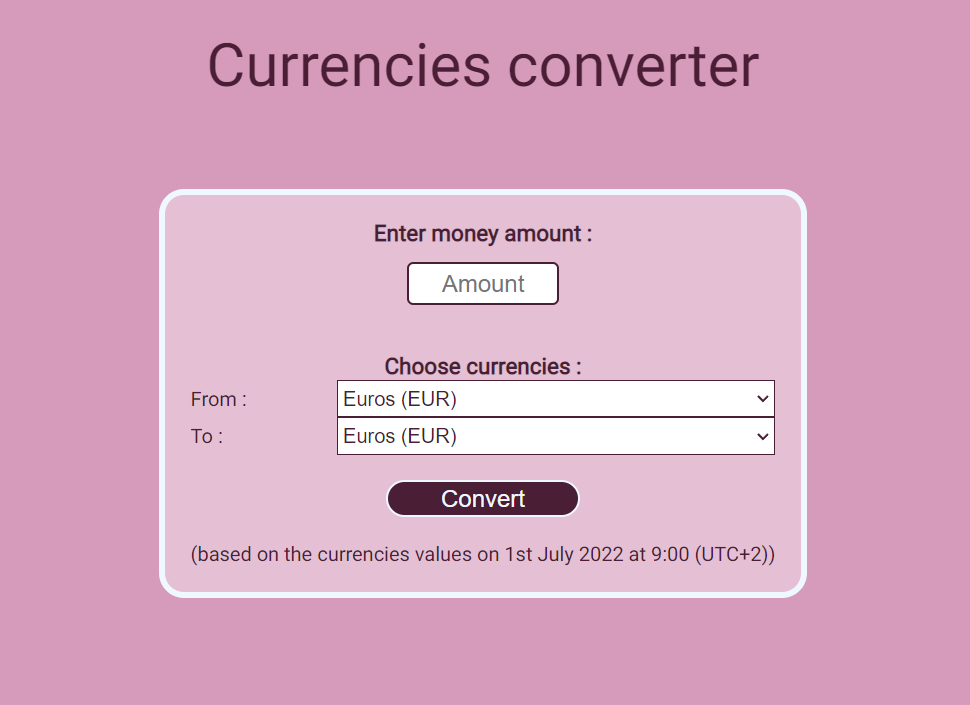 Currencies converter
Enter money amount :
Amount
Choose currencies :
From :
Euros (EUR)
To :
Euros (EUR)
Convert
(based on the currencies values on 1st July 2022 at 9:00 (UTC+2))